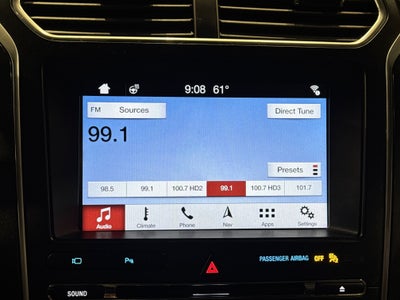 9:08 61°
FM Sources Direct Tune
99.1
Presets
98.5 99.1 100.7 HD2 99.1 100.7 HD3 101.7
Audio Climate Phone Nav Apps Settings
PASSENGER AIRBAG OFF
SOUND